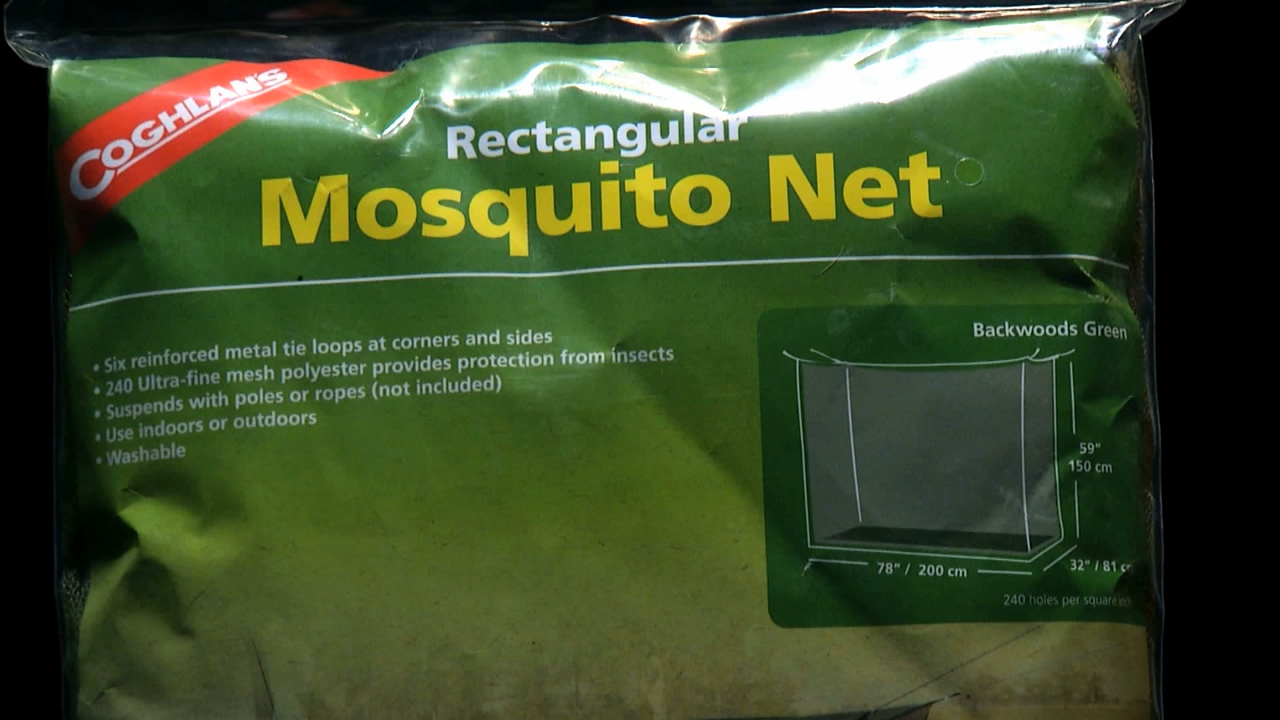 COGHLAN'S
Rectangular
Mosquito Net
• Six reinforced metal tie loops at corners and sides
• 240 Ultra-fine mesh polyester provides protection from insects
• Suspends with poles or ropes (not included)
• Use indoors or outdoors
• Washable
Backwoods Green
59"
150 cm
78" / 200 cm
32" / 81
240 holes per square